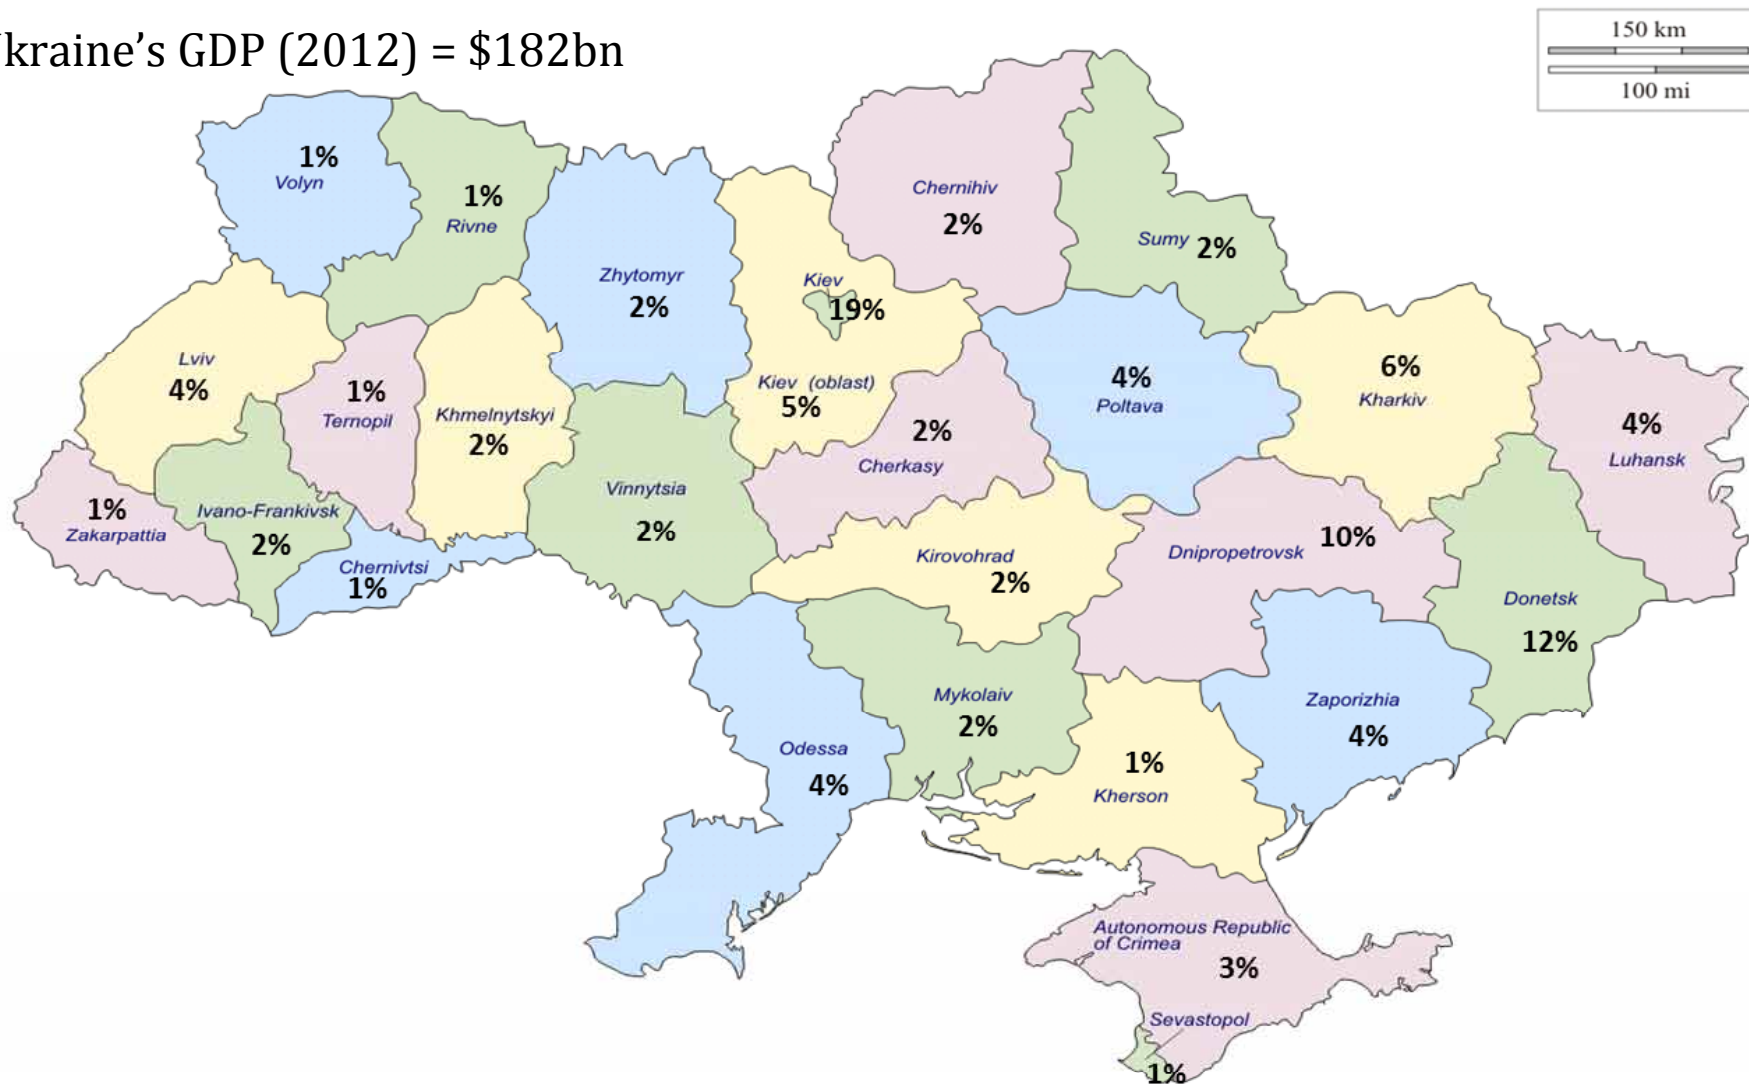 kraine's GDP (2012) = $182bn
150 km
100 mi
1%
Volyn
1%
Rivne
Zhytomyr
2%
Kiev
19%
Kiev (oblast)
5%
Chernihiv
2%
Sumy 2%
Lviv
4%
1%
Ternopil
Khmelnytskyi
2%
Vinnytsia
2%
2%
Cherkasy
4%
Poltava
6%
Kharkiv
4%
Luhansk
1%
Zakarpattia
Ivano-Frankivsk
2%
Chernivtsi
1%
Kirovohrad
2%
Dnipropetrovsk 10%
Donetsk
12%
Odessa
4%
Mykolaiv
2%
1%
Kherson
Zaporizhia
4%
Autonomous Republic
of Crimea
3%
Sevastopol
1%